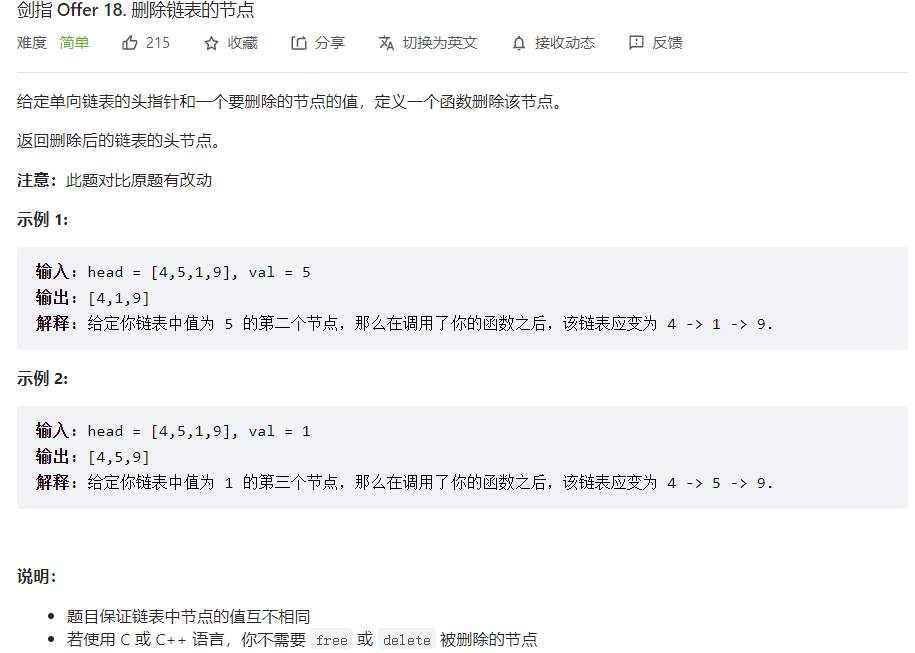 剑指 Offer 18. 删除链表的节点
难度 简单 215 收藏 分享 切换为英文 接收动态 反馈
给定单向链表的头指针和一个要删除的节点的值，定义一个函数删除该节点。
返回删除后的链表的头节点。
注意：此题对比原题有改动
示例 1:
输入: head = [4,5,1,9], val = 5
输出: [4,1,9]
解释: 给定你链表中值为 5 的第二个节点，那么在调用了你的函数之后，该链表应变为 4 -> 1 -> 9.
示例 2:
输入: head = [4,5,1,9], val = 1
输出: [4,5,9]
解释: 给定你链表中值为 1 的第三个节点，那么在调用了你的函数之后，该链表应变为 4 -> 5 -> 9.
说明：
• 题目保证链表中节点的值互不相同
• 若使用 C 或 C++ 语言，你不需要 free 或 delete 被删除的节点